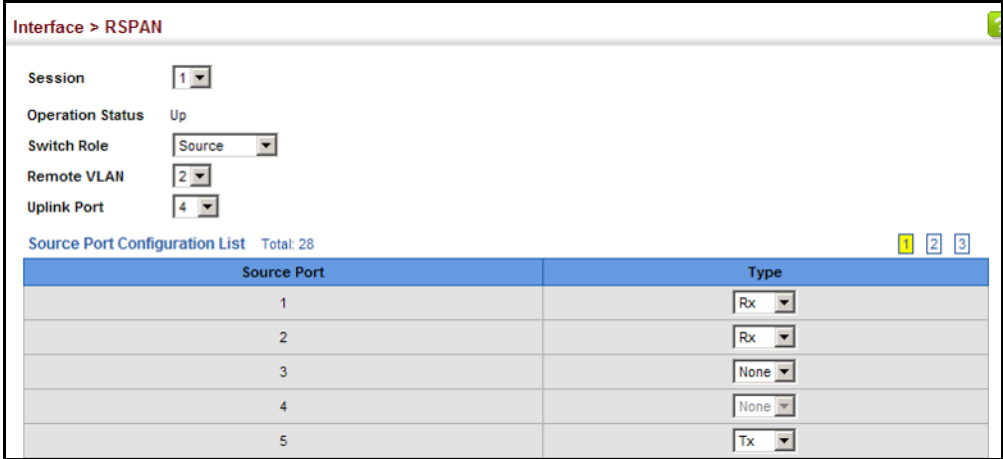 Interface > RSPAN
?
Session 1
Operation Status Up
Switch Role Source
Remote VLAN 2
Uplink Port 4
Source Port Configuration List Total: 28 1 2 3
Source Port Type
1 Rx
2 Rx
3 None
4 None
5 Tx